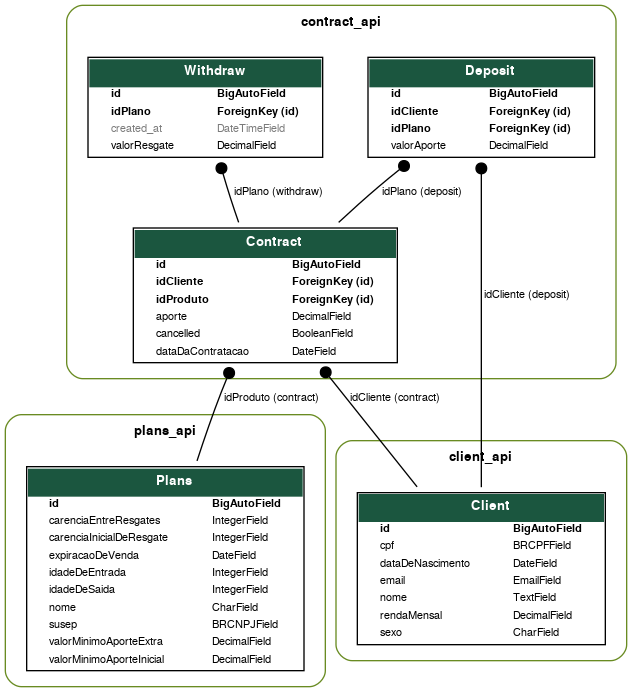 contract_api
Withdraw
id BigAutoField
idPlano ForeignKey (id)
created_at DateTimeField
valorResgate DecimalField
Deposit
id BigAutoField
idCliente ForeignKey (id)
idPlano ForeignKey (id)
valorAporte DecimalField
idPlano (withdraw)
idPlano (deposit)
Contract
id BigAutoField
idCliente ForeignKey (id)
idProduto ForeignKey (id)
aporte DecimalField
cancelled BooleanField
dataDaContratacao DateField
idCliente (deposit)
idProduto (contract)
idCliente (contract)
plans_api
Plans
id BigAutoField
carenciaEntreResgates IntegerField
carenciaInicialDeResgate IntegerField
expiracaoDeVenda DateField
idadeDeEntrada IntegerField
idadeDeSaida IntegerField
nome CharField
susep BRCNPJField
valorMinimoAporteExtra DecimalField
valorMinimoAporteInicial DecimalField
client_api
Client
id BigAutoField
cpf BRCPFField
dataDeNascimento DateField
email EmailField
nome TextField
rendaMensal DecimalField
sexo CharField